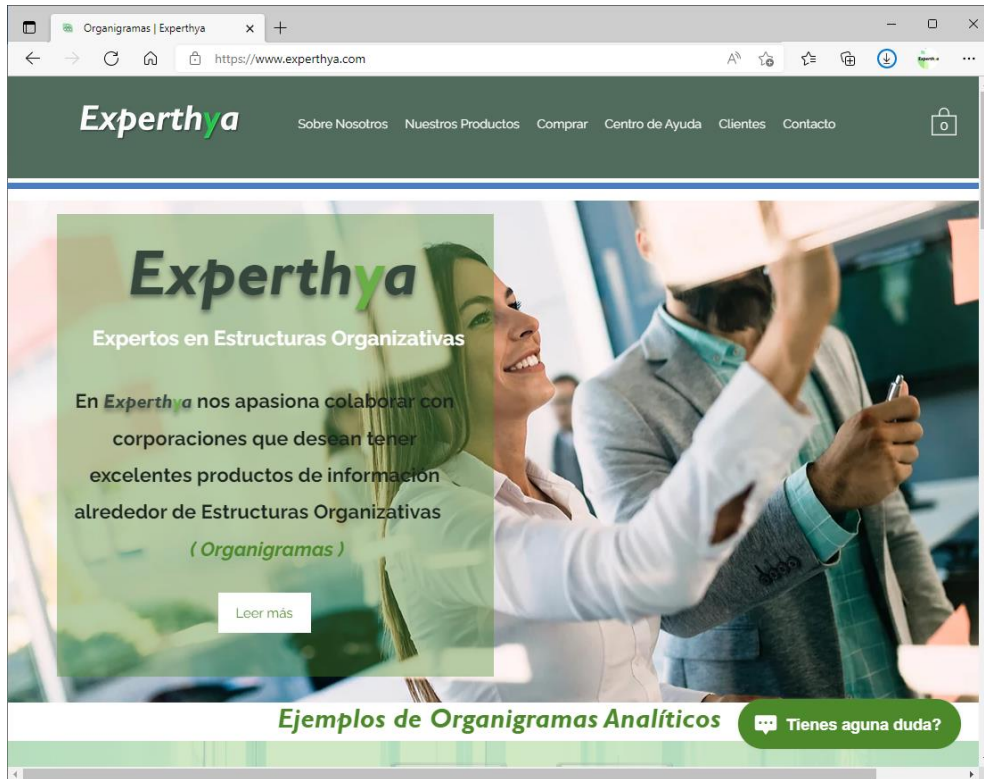 Organigramas | Experthya
https://www.experthya.com
Experthya
Sobre Nosotros Nuestros Productos Comprar Centro de Ayuda Clientes Contacto
0
Experthya
Expertos en Estructuras Organizativas
En Experthya nos apasiona colaborar con
corporaciones que desean tener
excelentes productos de información
alrededor de Estructuras Organizativas
( Organigramas )
Leer más
Ejemplos de Organigramas Analíticos
Tienes aguna duda?